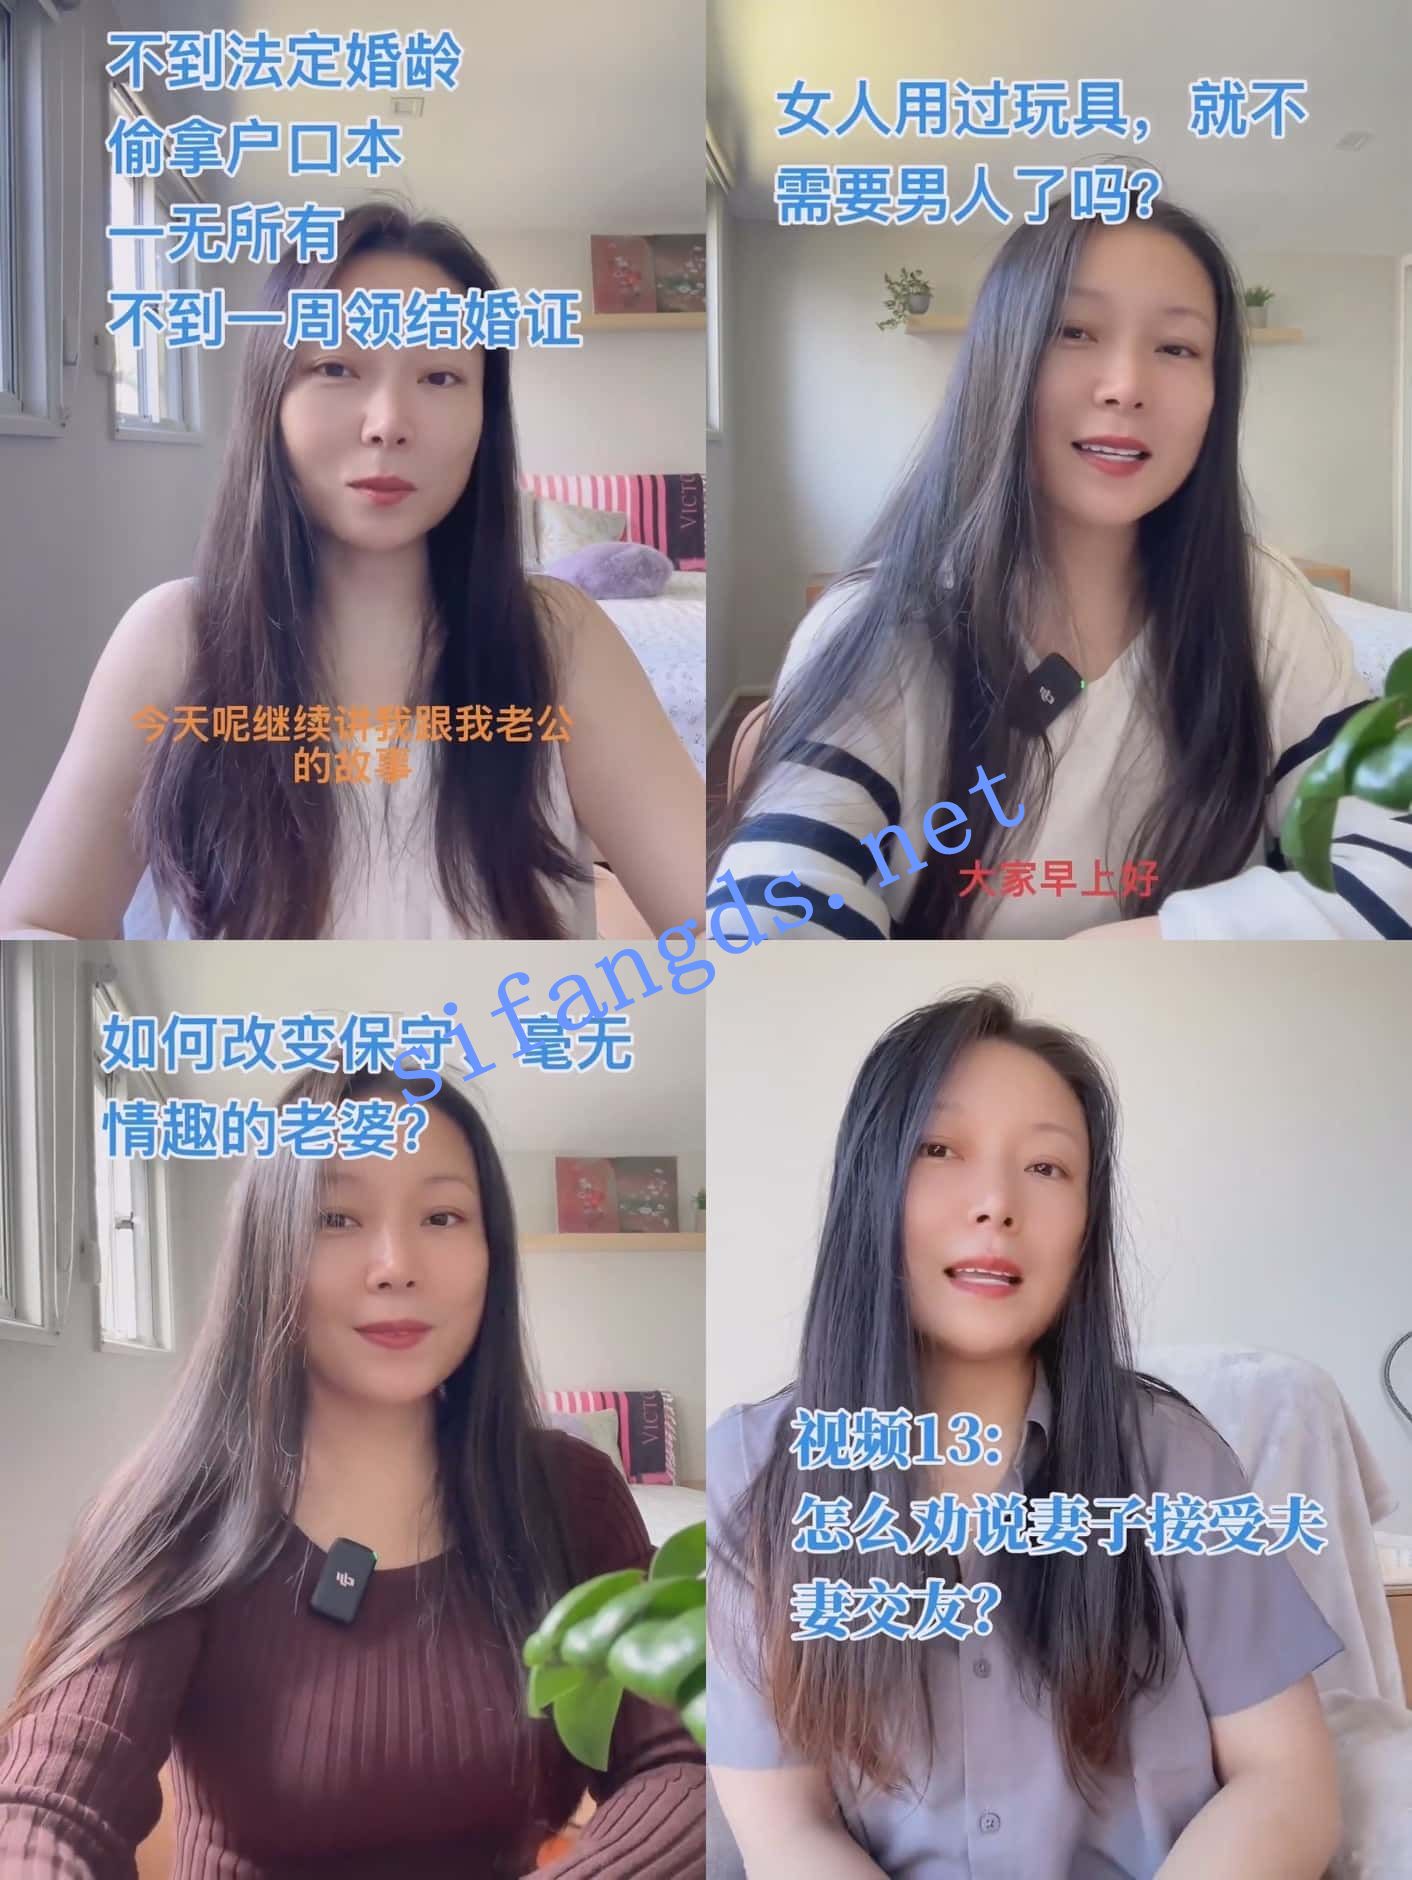 不到法定婚龄
偷拿户口本
一无所有
不到一周领结婚证
VICTO
今天呢继续讲我跟我老公
的故事
女人用过玩具，就不
需要男人了吗？
大家早上好
sifangds.net
如何改变保守、毫无
情趣的老婆？
VICTO
视频13:
怎么劝说妻子接受夫
妻交友？